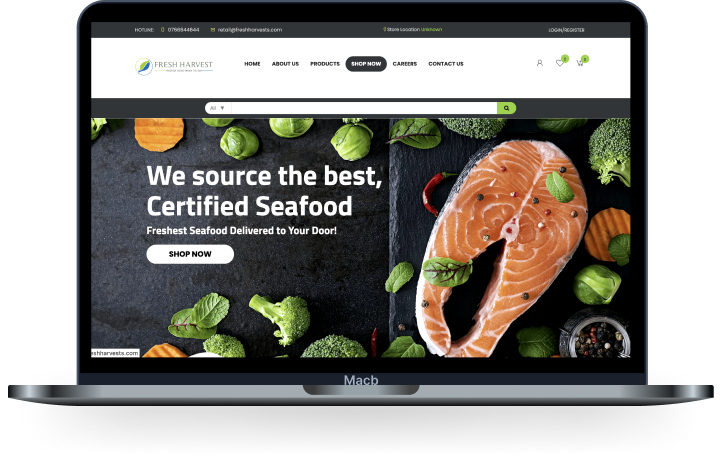 HOTLINE: 0766544844 retail@freshharvests.com Store Location Unknown LOGIN/REGISTER
FRESH HARVEST HOME ABOUT US PRODUCTS SHOP NOW CAREERS CONTACT US 0 0
All
We source the best,
Certified Seafood
Freshest Seafood Delivered to Your Door!
SHOP NOW
eshharvests.com
Macb